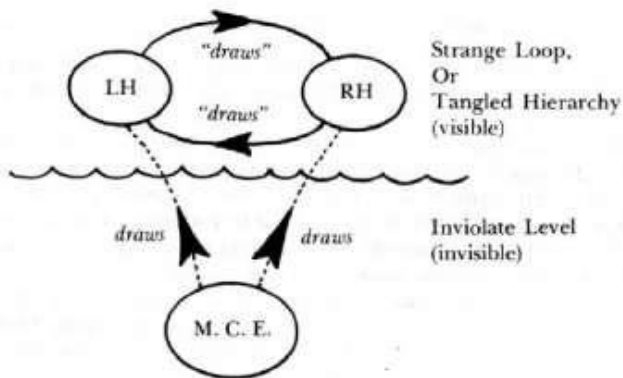 "draws"
LH
RH
"draws"
Strange Loop,
Or
Tangled Hierarchy
(visible)
draws
draws
Inviolate Level
(invisible)
M. C. E.